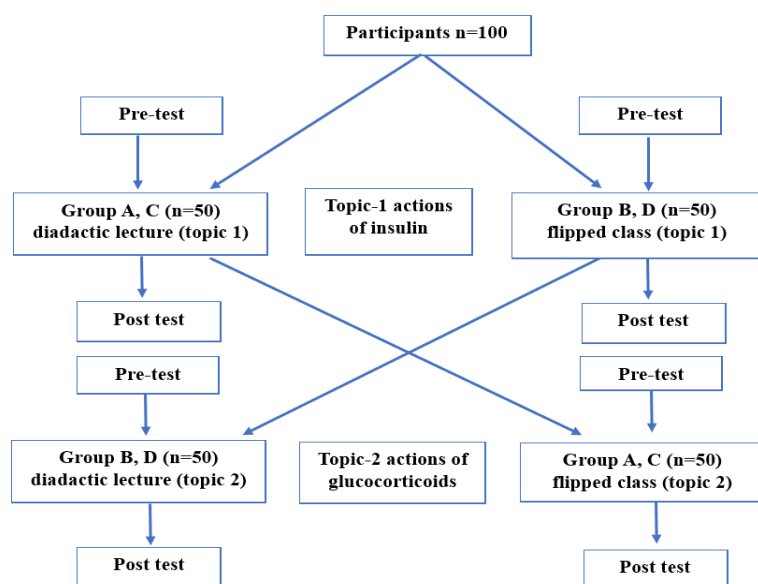 Participants n=100
Pre-test
Pre-test
Group A, C (n=50)
diadactic lecture (topic 1)
Topic-1 actions
of insulin
Group B, D (n=50)
flipped class (topic 1)
Post test
Post test
Pre-test
Pre-test
Group B, D (n=50)
diadactic lecture (topic 2)
Topic-2 actions of
glucocorticoids
Group A, C (n=50)
flipped class (topic 2)
Post test
Post test